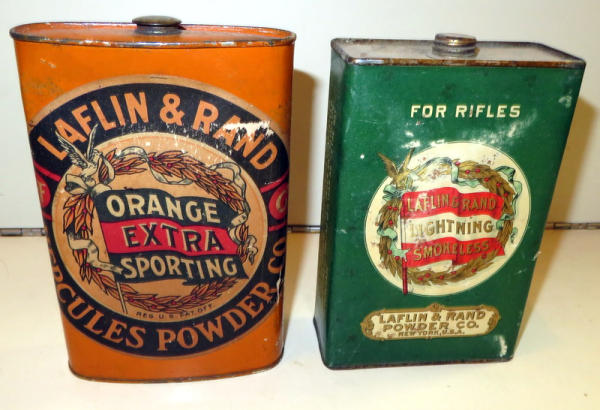 LAFLIN & RAND
ORANGE
EXTRA
SPORTING
REG. U.S. PAT. OFF.
HERCULES POWDER CO.
FOR RIFLES
LAFLIN & RAND
LIGHTNING
SMOKELESS
LAFLIN & RAND
POWDER CO.
NEW YORK, U.S.A.